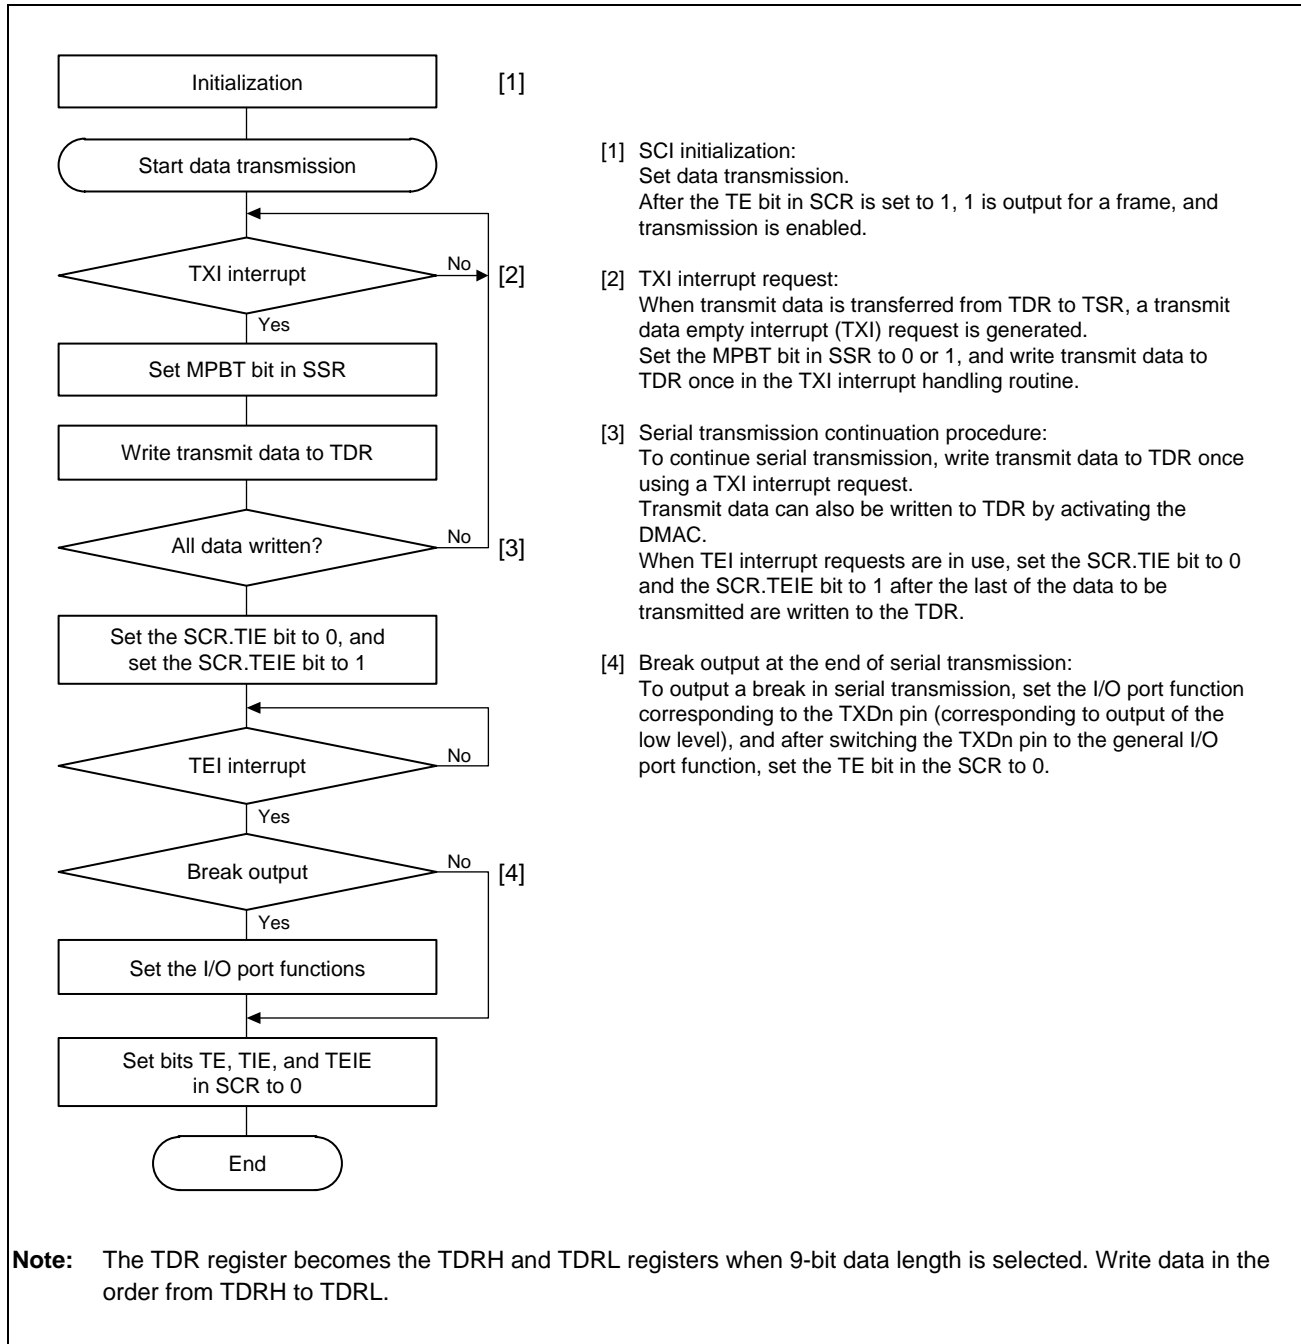 Initialization
[1]
Start data transmission
TXI interrupt
No
[2]
Yes
Set MPBT bit in SSR
Write transmit data to TDR
All data written?
No
[3]
Set the SCR.TIE bit to 0, and
set the SCR.TEIE bit to 1
TEI interrupt
No
Yes
Break output
No
[4]
Yes
Set the I/O port functions
Set bits TE, TIE, and TEIE
in SCR to 0
End
[1] SCI initialization:
Set data transmission.
After the TE bit in SCR is set to 1, 1 is output for a frame, and
transmission is enabled.
[2] TXI interrupt request:
When transmit data is transferred from TDR to TSR, a transmit
data empty interrupt (TXI) request is generated.
Set the MPBT bit in SSR to 0 or 1, and write transmit data to
TDR once in the TXI interrupt handling routine.
[3] Serial transmission continuation procedure:
To continue serial transmission, write transmit data to TDR once
using a TXI interrupt request.
Transmit data can also be written to TDR by activating the
DMAC.
When TEI interrupt requests are in use, set the SCR.TIE bit to 0
and the SCR.TEIE bit to 1 after the last of the data to be
transmitted are written to the TDR.
[4] Break output at the end of serial transmission:
To output a break in serial transmission, set the I/O port function
corresponding to the TXDn pin (corresponding to output of the
low level), and after switching the TXDn pin to the general I/O
port function, set the TE bit in the SCR to 0.
Note: The TDR register becomes the TDRH and TDRL registers when 9-bit data length is selected. Write data in the
order from TDRH to TDRL.